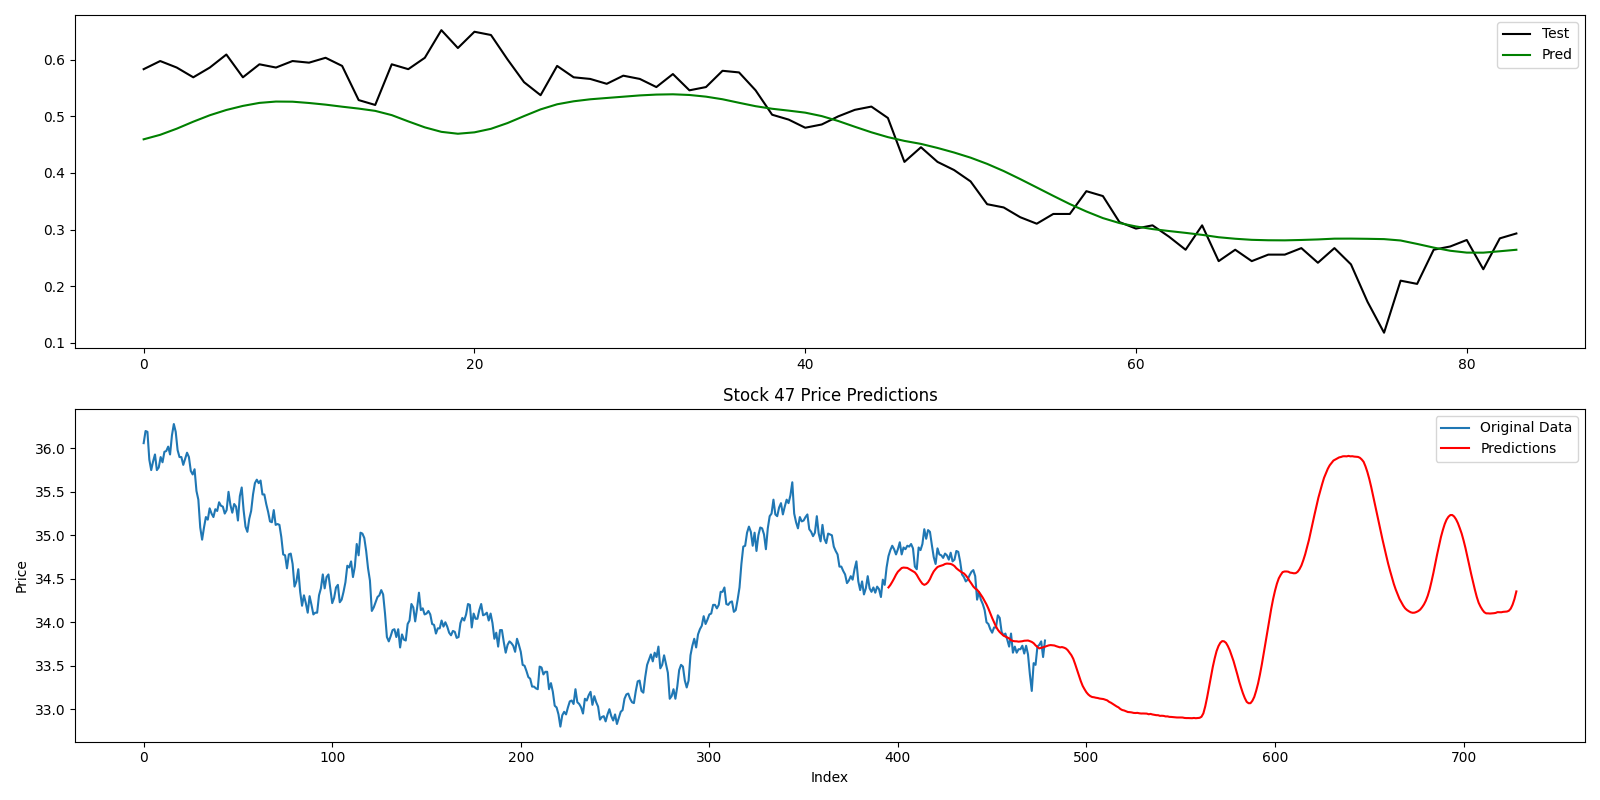 Test
Pred
0.6
0.5
0.4
0.3
0.2
0.1
0 20 40 60 80
Stock 47 Price Predictions
Original Data
Predictions
Price
36.0
35.5
35.0
34.5
34.0
33.5
33.0
0 100 200 300 400 500 600 700
Index